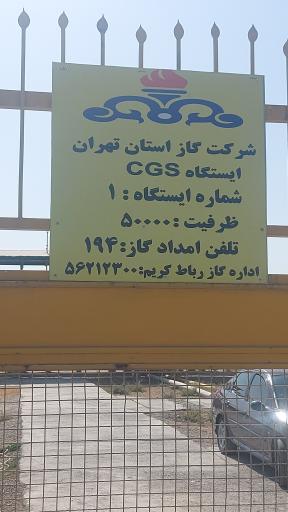 شرکت گاز استان تهران
ایستگاه CGS
شماره ایستگاه : ۱
ظرفیت : ۵۰۰۰۰
تلفن امداد گاز: ۱۹۴
اداره گاز رباط کریم: ۵۶۲۱۲۳۰۰